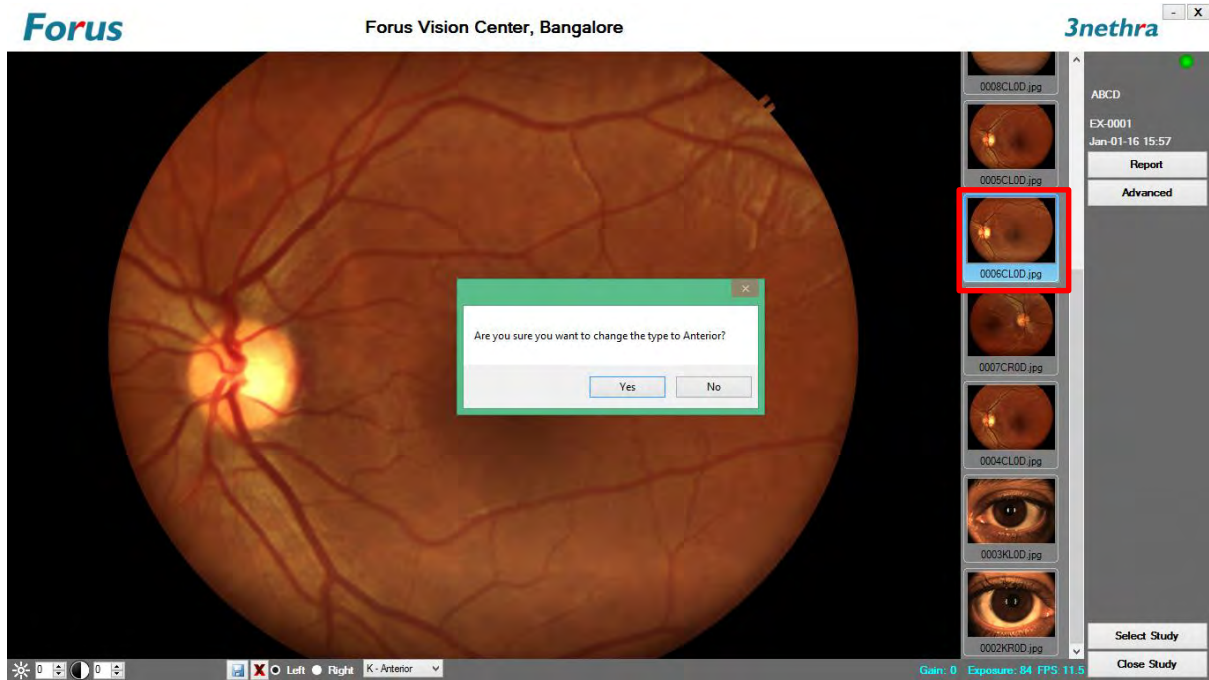 Forus
Forus Vision Center, Bangalore
3nethra
- X
0008CL0D.jpg
ABCD
EX-0001
Jan-01-16 15:57
Report
Advanced
0005CL0D.jpg
0006CL0D.jpg
Are you sure you want to change the type to Anterior?
Yes No
0007CR0D.jpg
0004CL0D.jpg
0003KL0D.jpg
0002KR0D.jpg
Select Study
Close Study
0 0 X Left Right K - Anterior
Gain: 0 Exposure: 84 FPS 11.5